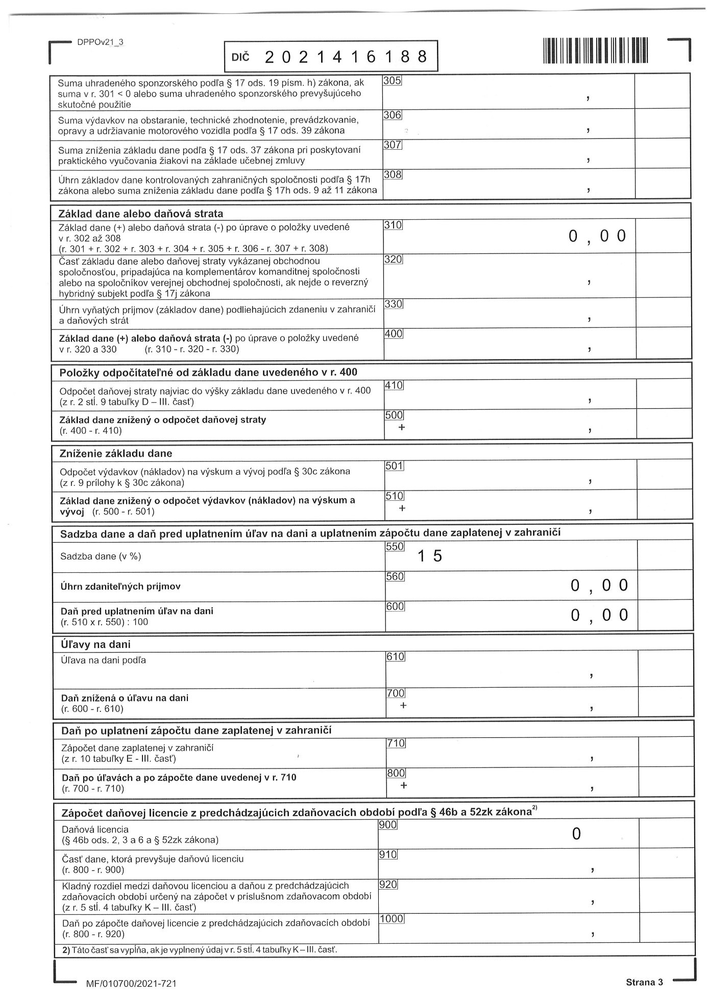 DPPOv21_3
DIČ 2021416188
Suma uhradeného sponzorského podľa § 17 ods. 19 písm. h) zákona, ak
suma v r. 301 < 0 alebo suma uhradeného sponzorského prevyšujúceho
skutočné použitie
305
,
Suma výdavkov na obstaranie, technické zhodnotenie, prevádzkovanie,
opravy a udržiavanie motorového vozidla podľa § 17 ods. 39 zákona
306
,
Suma zníženia základu dane podľa § 17 ods. 37 zákona pri poskytovaní
praktického vyučovania žiakovi na základe učebnej zmluvy
307
,
Úhrn základov dane kontrolovaných zahraničných spoločnosti podľa § 17h
zákona alebo suma zníženia základu dane podľa § 17h ods. 9 až 11 zákona
308
,
Základ dane alebo daňová strata
Základ dane (+) alebo daňová strata (-) po úprave o položky uvedené
v r. 302 až 308
(r. 301 + r. 302 + r. 303 + r. 304 + r. 305 + r. 306 - r. 307 + r. 308)
310
0,00
Časť základu dane alebo daňovej straty vykázanej obchodnou
spoločnosťou, pripadajúca na komplementárov komanditnej spoločnosti
alebo na spoločníkov verejnej obchodnej spoločnosti, ak nejde o reverzný
hybridný subjekt podľa § 17j zákona
320
,
Úhrn vyňatých príjmov (základov dane) podliehajúcich zdaneniu v zahraničí
a daňových strát
330
,
Základ dane (+) alebo daňová strata (-) po úprave o položky uvedené
v r. 320 a 330 (r. 310 - r. 320 - r. 330)
400
,
Položky odpočítateľné od základu dane uvedeného v r. 400
Odpočet daňovej straty najviac do výšky základu dane uvedeného v r. 400
(z r. 2 stĺ. 9 tabuľky D – III. časť)
410
,
Základ dane znížený o odpočet daňovej straty
(r. 400 - r. 410)
500
+ ,
Zníženie základu dane
Odpočet výdavkov (nákladov) na výskum a vývoj podľa § 30c zákona
(z r. 9 prílohy k § 30c zákona)
501
,
Základ dane znížený o odpočet výdavkov (nákladov) na výskum a
vývoj (r. 500 - r. 501)
510
+ ,
Sadzba dane a daň pred uplatnením úľav na dani a uplatnením zápočtu dane zaplatenej v zahraničí
Sadzba dane (v %)
550
15
Úhrn zdaniteľných príjmov
560
0,00
Daň pred uplatnením úľav na dani
(r. 510 x r. 550) : 100
600
0,00
Úľavy na dani
Úľava na dani podľa
610
,
Daň znížená o úľavu na dani
(r. 600 - r. 610)
700
+ ,
Daň po uplatnení zápočtu dane zaplatenej v zahraničí
Zápočet dane zaplatenej v zahraničí
(z r. 10 tabuľky E - III. časť)
710
,
Daň po úľavách a po zápočte dane uvedenej v r. 710
(r. 700 - r. 710)
800
+ ,
Zápočet daňovej licencie z predchádzajúcich zdaňovacích období podľa § 46b a 52zk zákona2)
Daňová licencia
(§ 46b ods. 2, 3 a 6 a § 52zk zákona)
900
0
Časť dane, ktorá prevyšuje daňovú licenciu
(r. 800 - r. 900)
910
,
Kladný rozdiel medzi daňovou licenciou a daňou z predchádzajúcich
zdaňovacích období určený na zápočet v príslušnom zdaňovacom období
(z r. 5 stĺ. 4 tabuľky K – III. časť)
920
,
Daň po zápočte daňovej licencie z predchádzajúcich zdaňovacích období
(r. 800 - r. 920)
1000
,
2) Táto časť sa vypĺňa, ak je vyplnený údaj v r. 5 stĺ. 4 tabuľky K – III. časť.
MF/010700/2021-721
Strana 3